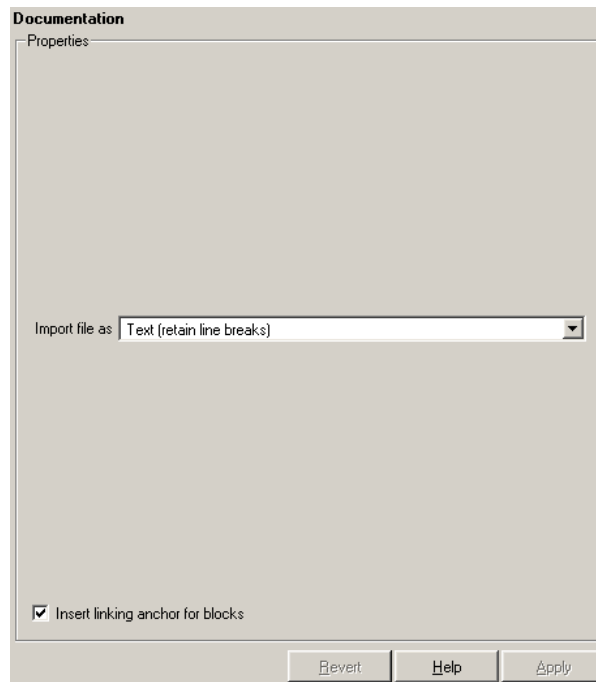 Documentation
Properties
Import file as Text (retain line breaks)
Insert linking anchor for blocks
Revert Help Apply